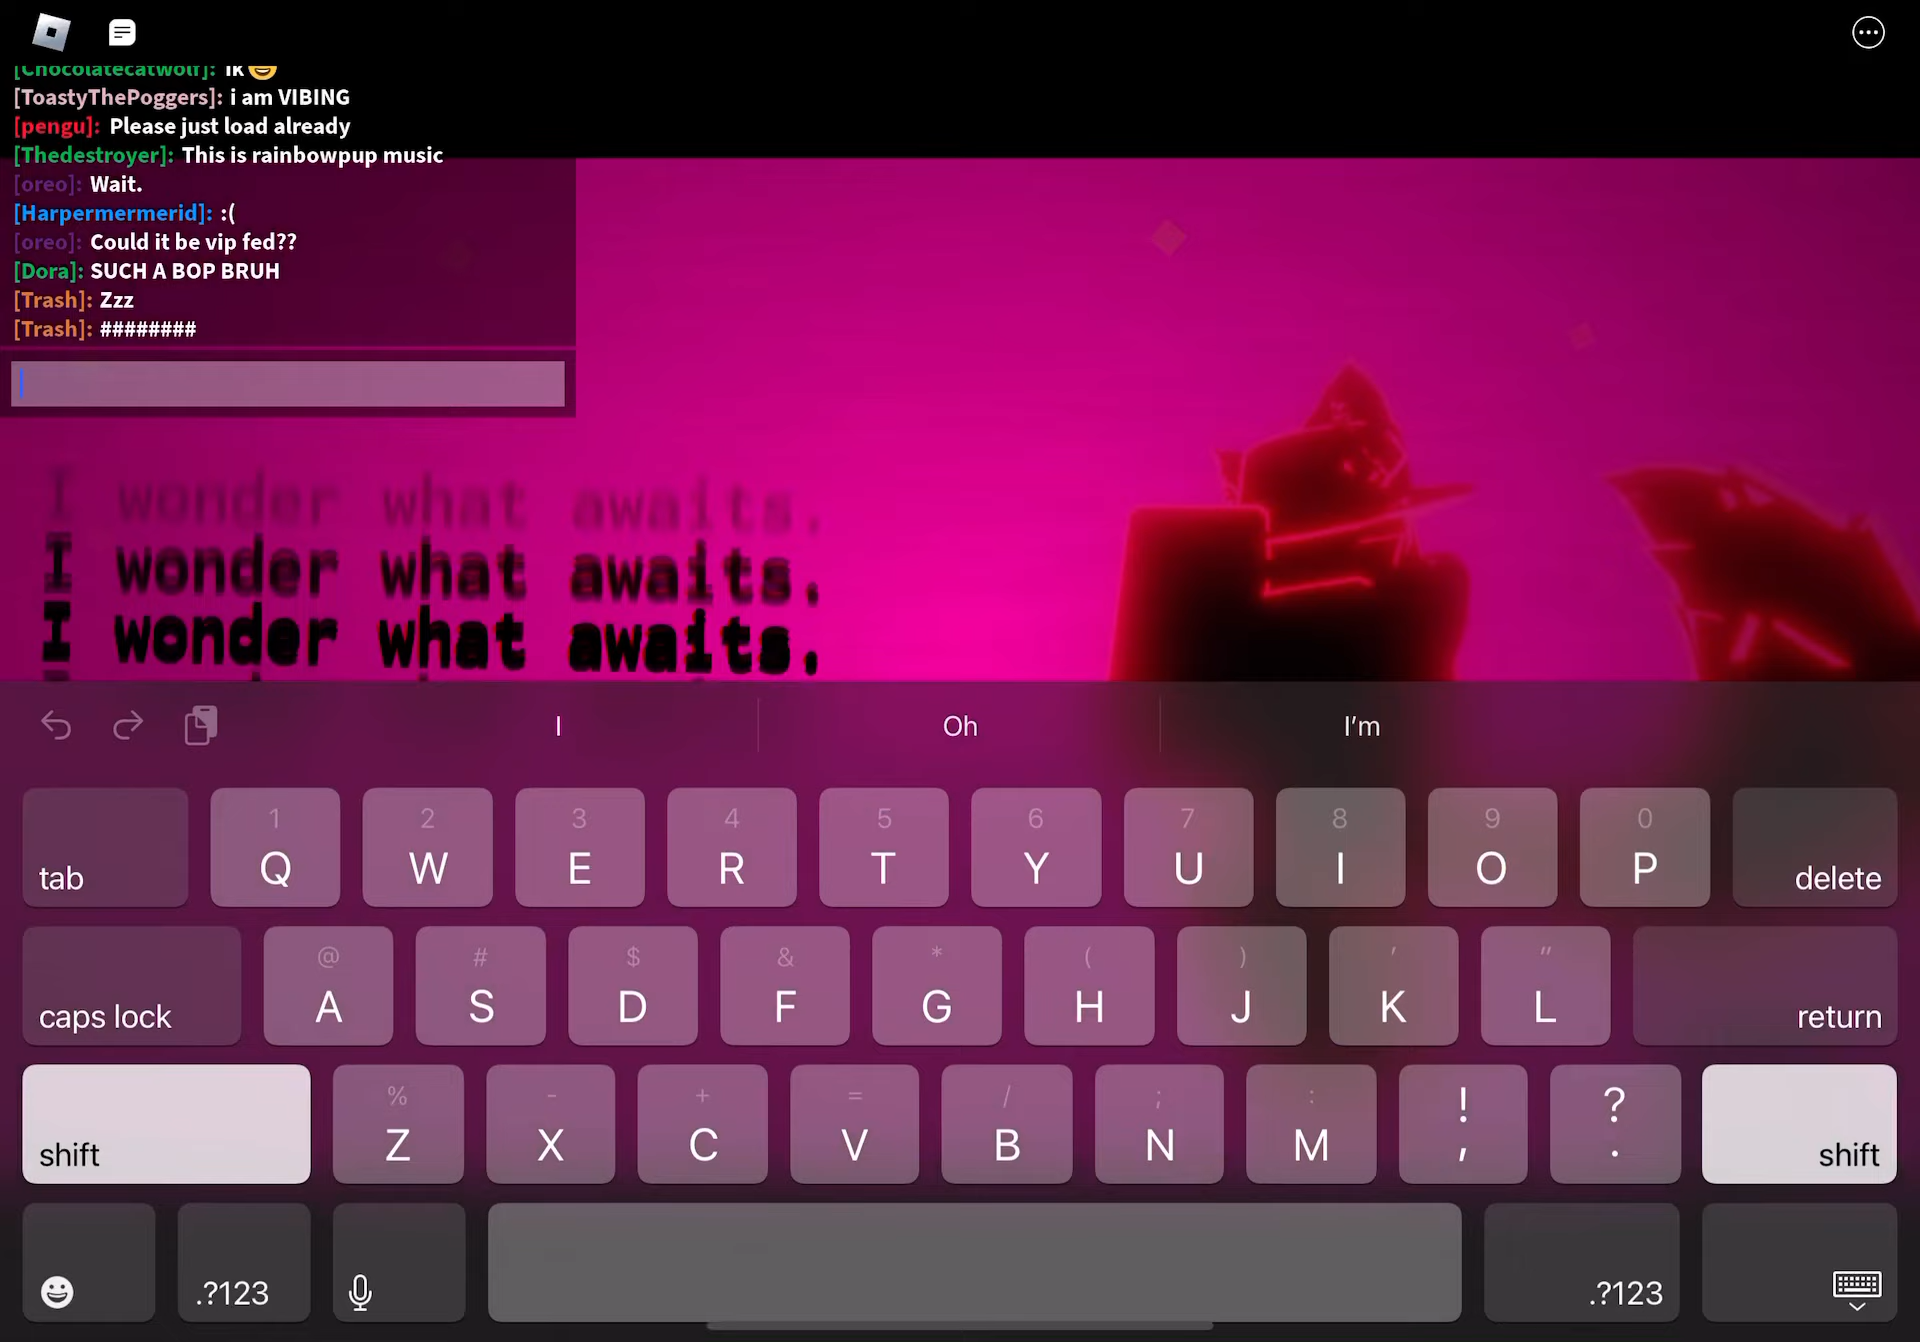 [Chocolatecatwolf]: Ik😄
[ToastyThePoggers]: i am VIBING
[pengu]: Please just load already
[Thedestroyer]: This is rainbowpup music
[oreo]: Wait.
[Harpermermerid]: :(
[oreo]: Could it be vip fed??
[Dora]: SUCH A BOP BRUH
[Trash]: Zzz
[Trash]: ########
I wonder what awaits.
I wonder what awaits.
I wonder what awaits.
I Oh I'm
1 2 3 4 5 6 7 8 9 0
tab Q W E R T Y U I O P delete
@ # $ & * ( ) ' "
caps lock A S D F G H J K L return
% - + = / ; : ! ?
shift Z X C V B N M , . shift
.?123 .?123